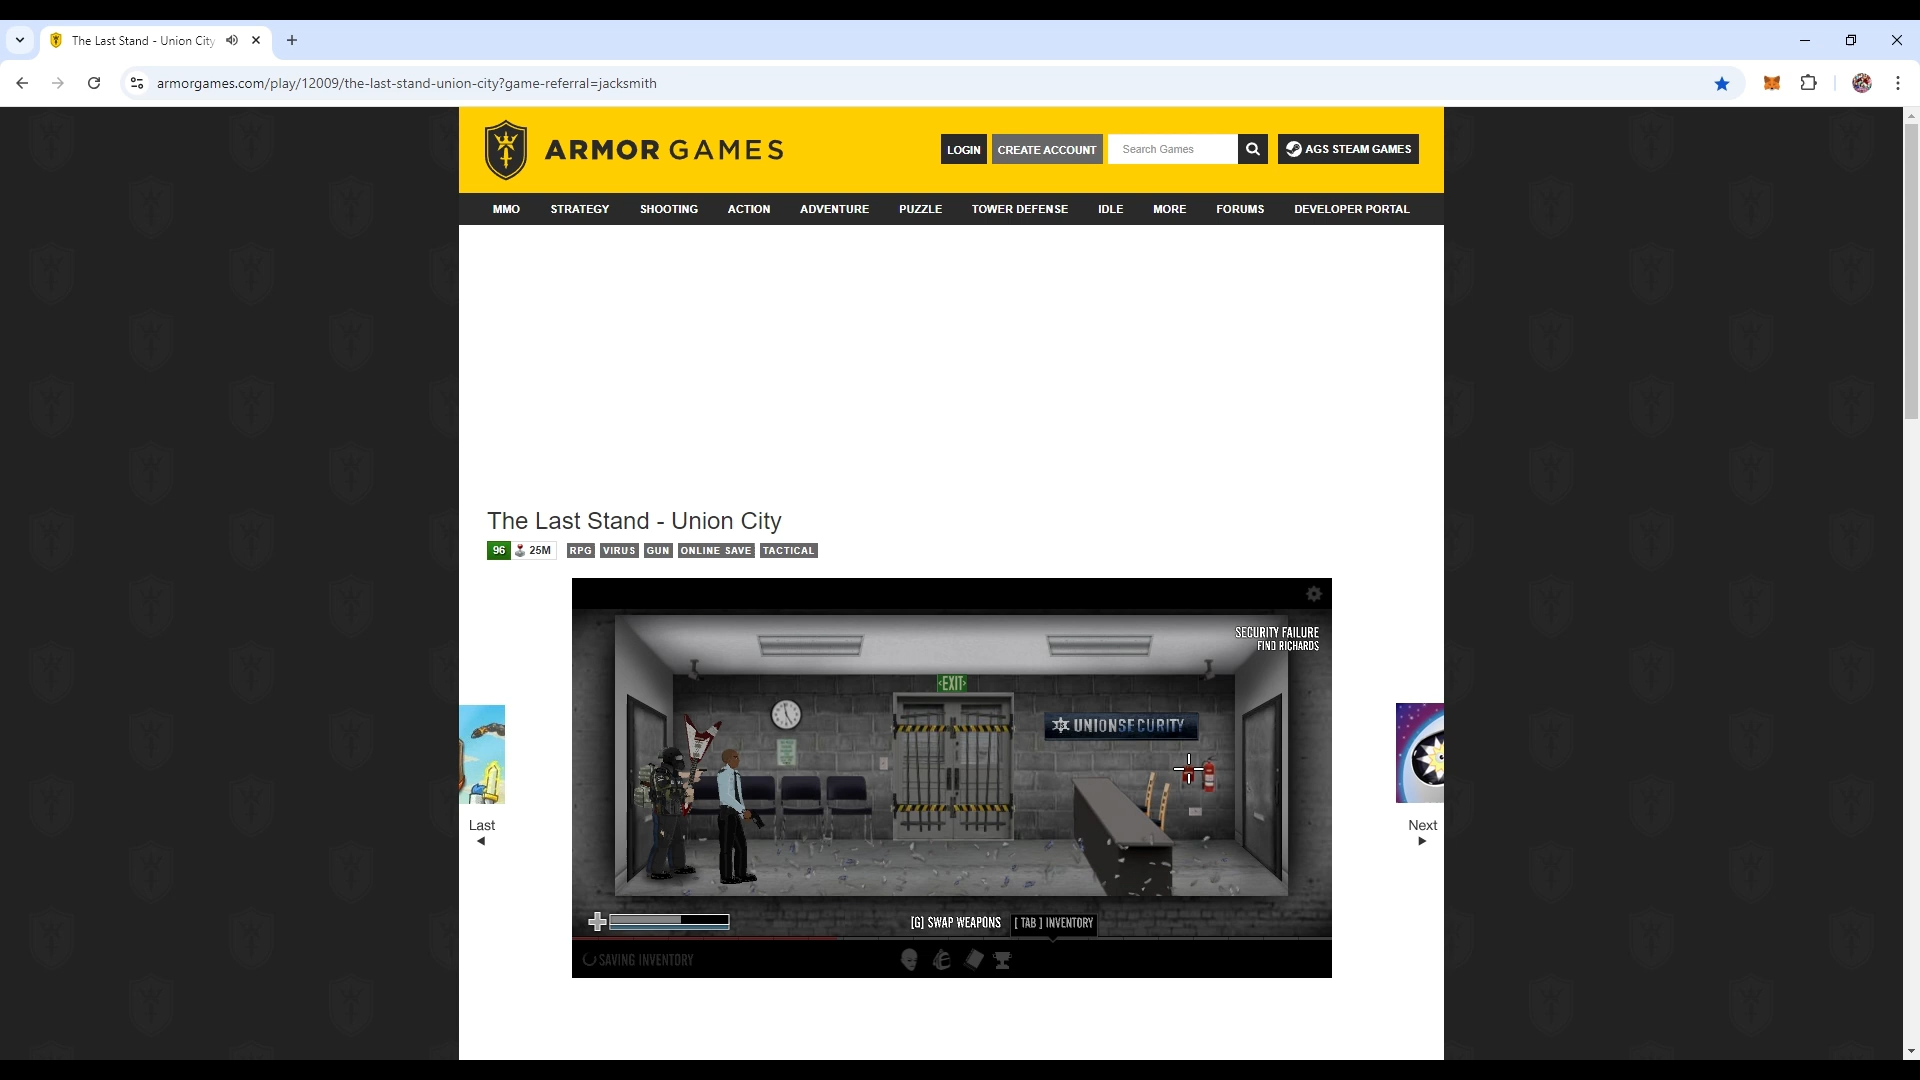 The Last Stand - Union City
armorgames.com/play/12009/the-last-stand-union-city?game-referral=jacksmith
ARMOR GAMES
LOGIN
CREATE ACCOUNT
Search Games
AGS STEAM GAMES
MMO
STRATEGY
SHOOTING
ACTION
ADVENTURE
PUZZLE
TOWER DEFENSE
IDLE
MORE
FORUMS
DEVELOPER PORTAL
The Last Stand - Union City
96
25M
RPG
VIRUS
GUN
ONLINE SAVE
TACTICAL
SECURITY FAILURE
FIND RICHARDS
‹EXIT›
UNIONSECURITY
Last
Next
[G] SWAP WEAPONS
[ TAB ] INVENTORY
SAVING INVENTORY